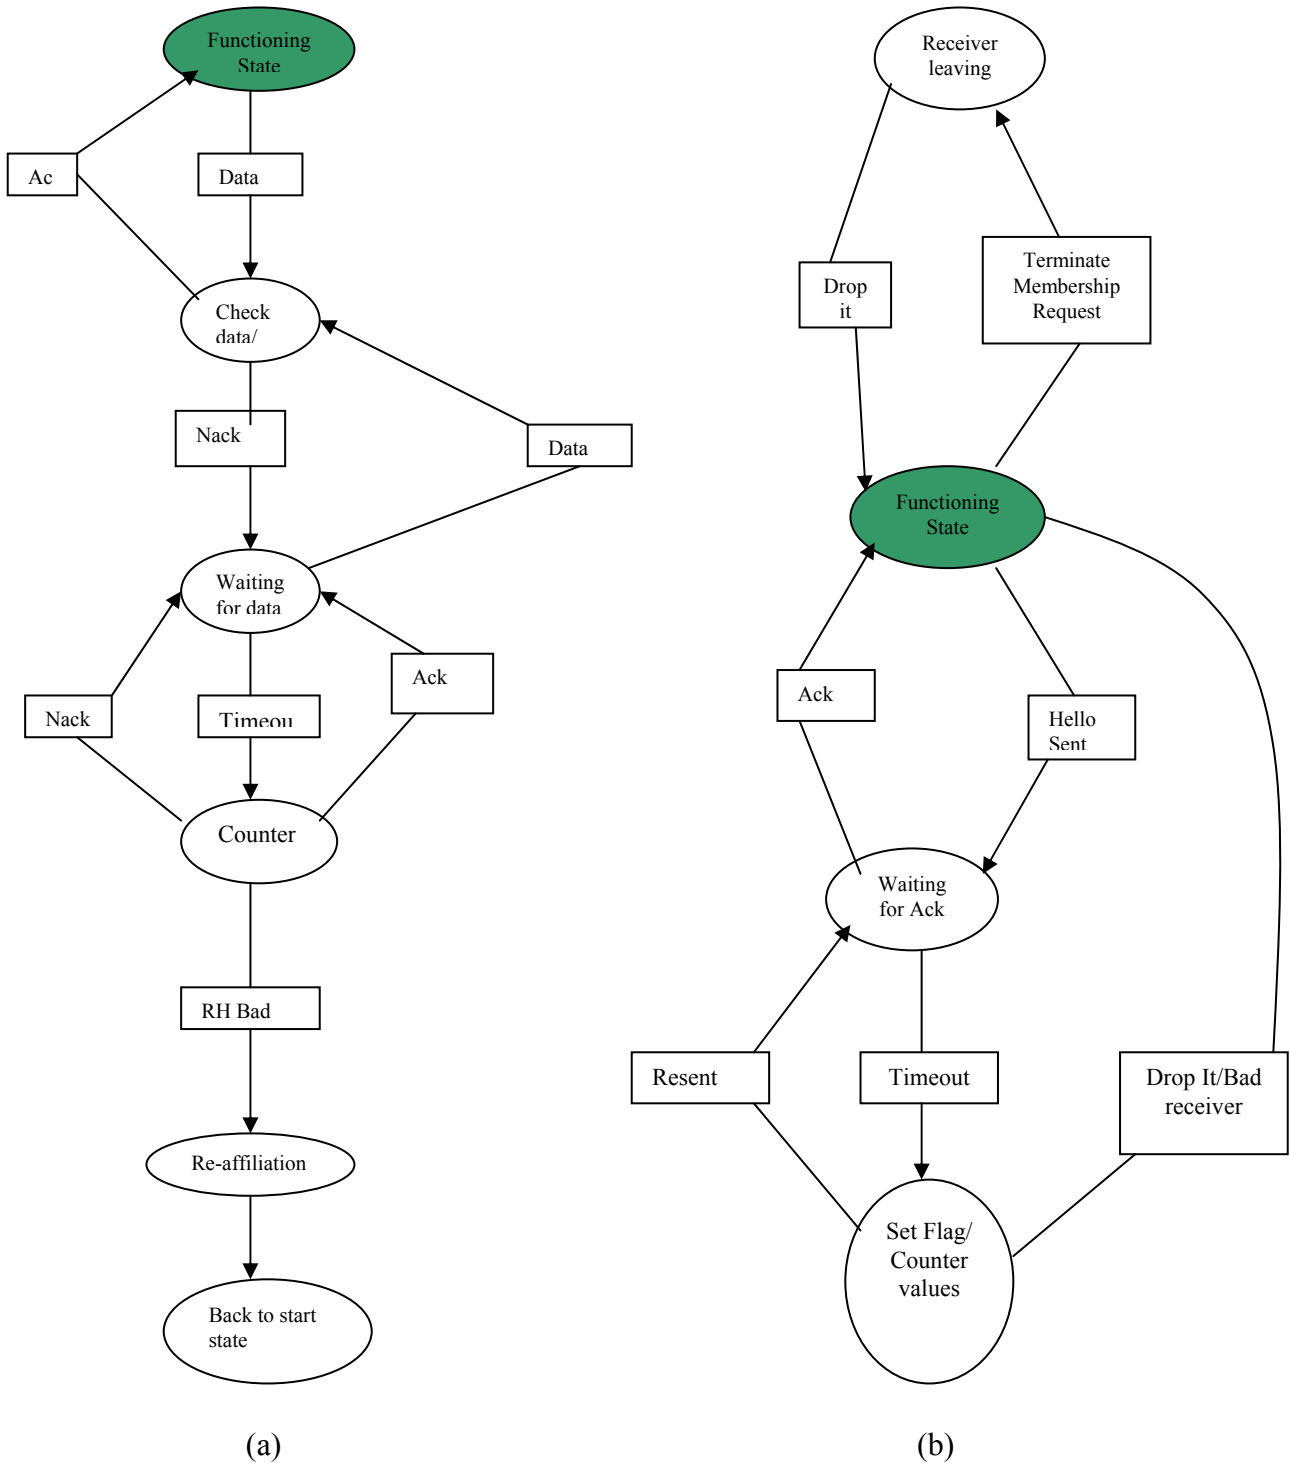 Functioning
State
Ac
Data
Check
data/
Nack
Data
Waiting
for data
Ack
Nack
Timeou
Counter
RH Bad
Re-affiliation
Back to start
state
(a)
Receiver
leaving
Drop
it
Terminate
Membership
Request
Functioning
State
Ack
Hello
Sent
Waiting
for Ack
Resent
Timeout
Drop It/Bad
receiver
Set Flag/
Counter
values
(b)